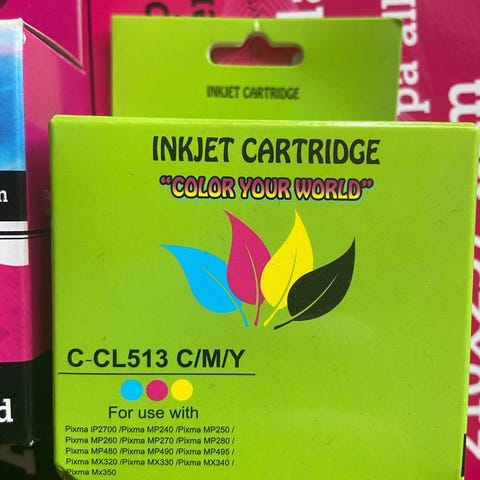 INKJET CARTRIDGE
INKJET CARTRIDGE
"COLOR YOUR WORLD"
C-CL513 C/M/Y
For use with
Pixma iP2700 /Pixma MP240 /Pixma MP250 /
Pixma MP260 /Pixma MP270 /Pixma MP280 /
Pixma MP480 /Pixma MP490 /Pixma MP495 /
Pixma MX320 /Pixma MX330 /Pixma MX340 /
Pixma Mx350